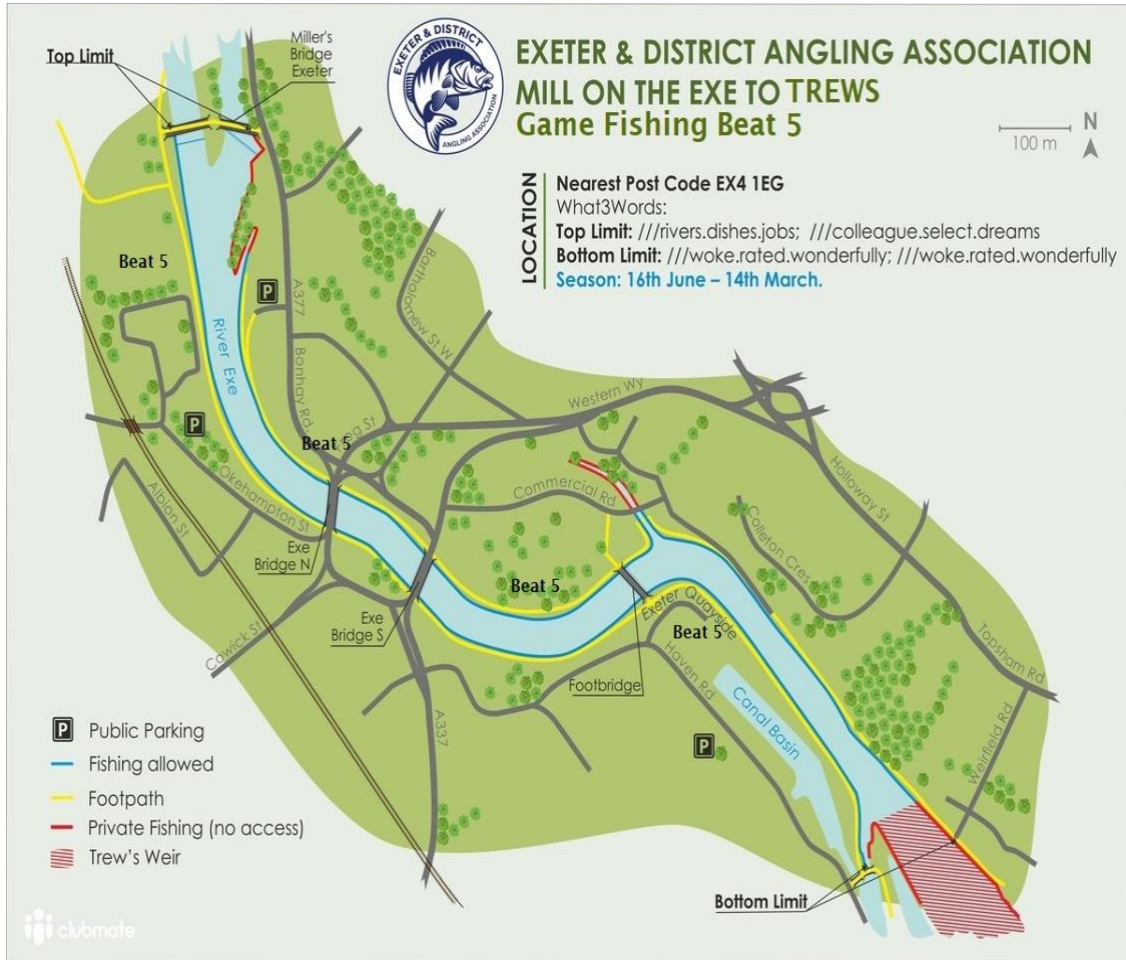 Top Limit
Miller's
Bridge
Exeter
EXETER & DISTRICT
ANGLING ASSOCIATION
EXETER & DISTRICT ANGLING ASSOCIATION
MILL ON THE EXE TO TREWS
Game Fishing Beat 5
100 m
N
LOCATION
Nearest Post Code EX4 1EG
What3Words:
Top Limit: ///rivers.dishes.jobs; ///colleague.select.dreams
Bottom Limit: ///woke.rated.wonderfully; ///woke.rated.wonderfully
Season: 16th June – 14th March.
Beat 5
P
A377
Bartholomew St W
River Exe
Bonhay Rd
Western Wy
Beat 5
P
Okehampton St
Albion St
Commercial Rd
Holloway St
Colleton Cres
Exe
Bridge N
Beat 5
Exe
Bridge S
Cowick St
Exeter Quayside
Beat 5
Topsham Rd
Footbridge
Haven Rd
Canal Basin
Weirfield Rd
A337
P
P Public Parking
Fishing allowed
Footpath
Private Fishing (no access)
Trew's Weir
Bottom Limit
clubmate